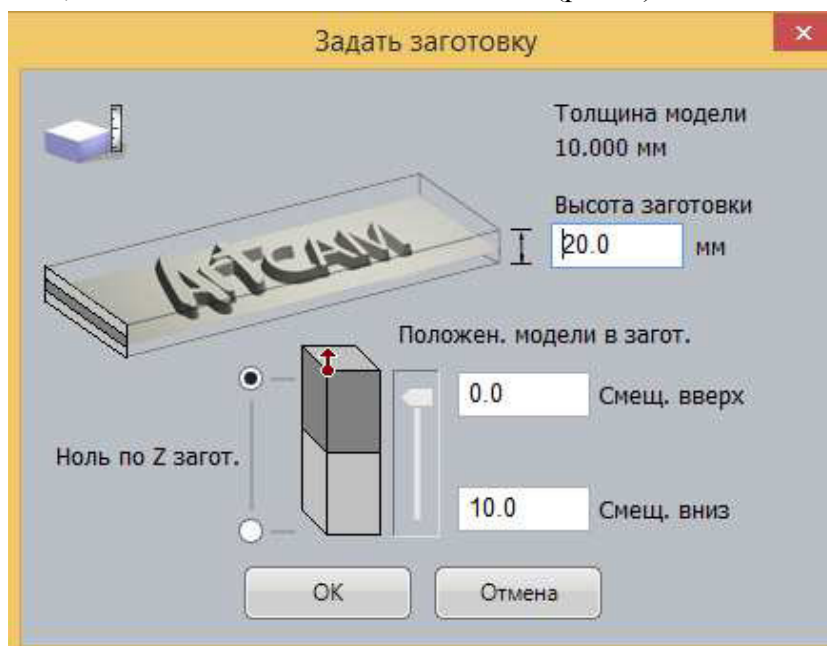 Задать заготовку
×
Толщина модели
10.000 мм
Высота заготовки
20.0 мм
ArtCAM
Положен. модели в загот.
0.0 Смещ. вверх
Ноль по Z загот.
10.0 Смещ. вниз
OK Отмена